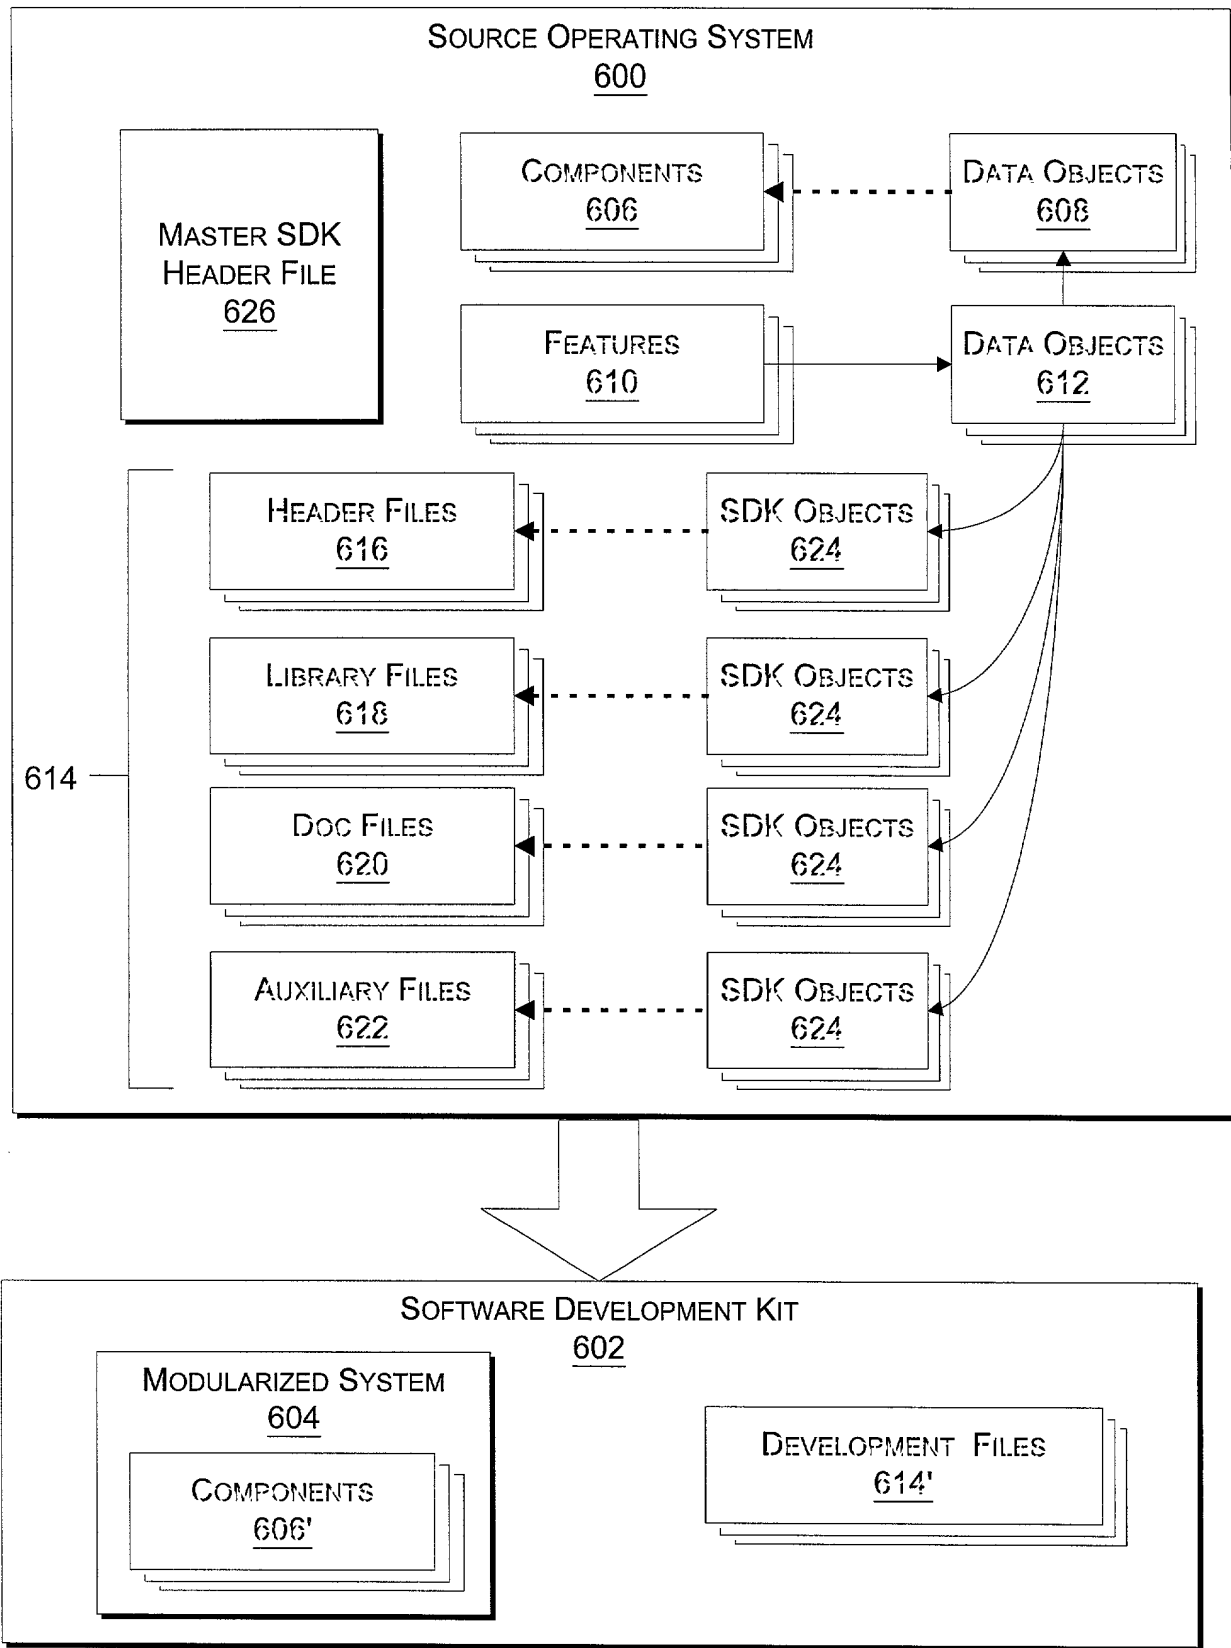 SOURCE OPERATING SYSTEM
600
MASTER SDK
HEADER FILE
626
COMPONENTS
606
DATA OBJECTS
608
FEATURES
610
DATA OBJECTS
612
614
HEADER FILES
616
SDK OBJECTS
624
LIBRARY FILES
618
SDK OBJECTS
624
DOC FILES
620
SDK OBJECTS
624
AUXILIARY FILES
622
SDK OBJECTS
624
SOFTWARE DEVELOPMENT KIT
602
MODULARIZED SYSTEM
604
COMPONENTS
606'
DEVELOPMENT FILES
614'